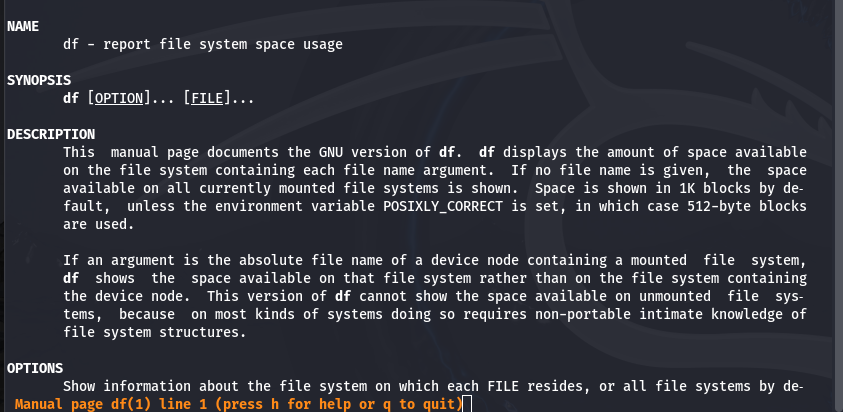 NAME
df - report file system space usage
SYNOPSIS
df [OPTION]... [FILE]...
DESCRIPTION
This manual page documents the GNU version of df. df displays the amount of space available
on the file system containing each file name argument. If no file name is given, the space
available on all currently mounted file systems is shown. Space is shown in 1K blocks by de-
fault, unless the environment variable POSIXLY_CORRECT is set, in which case 512-byte blocks
are used.
If an argument is the absolute file name of a device node containing a mounted file system,
df shows the space available on that file system rather than on the file system containing
the device node. This version of df cannot show the space available on unmounted file sys-
tems, because on most kinds of systems doing so requires non-portable intimate knowledge of
file system structures.
OPTIONS
Show information about the file system on which each FILE resides, or all file systems by de-
Manual page df(1) line 1 (press h for help or q to quit)